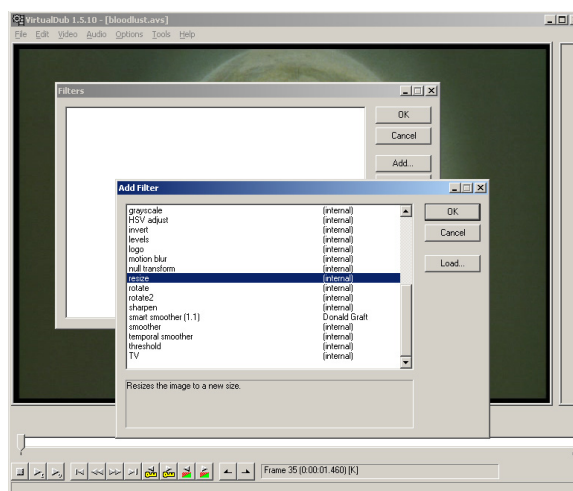 VirtualDub 1.5.10 - [bloodlust.avs]
File Edit Video Audio Options Tools Help
Filters
OK
Cancel
Add...
Add Filter
grayscale (internal)
HSV adjust (internal)
invert (internal)
levels (internal)
logo (internal)
motion blur (internal)
null transform (internal)
resize (internal)
rotate (internal)
rotate2 (internal)
sharpen (internal)
smart smoother (1.1) Donald Graft
smoother (internal)
temporal smoother (internal)
threshold (internal)
TV (internal)
OK
Cancel
Load...
Resizes the image to a new size.
Frame 35 (0:00:01.460) [K]